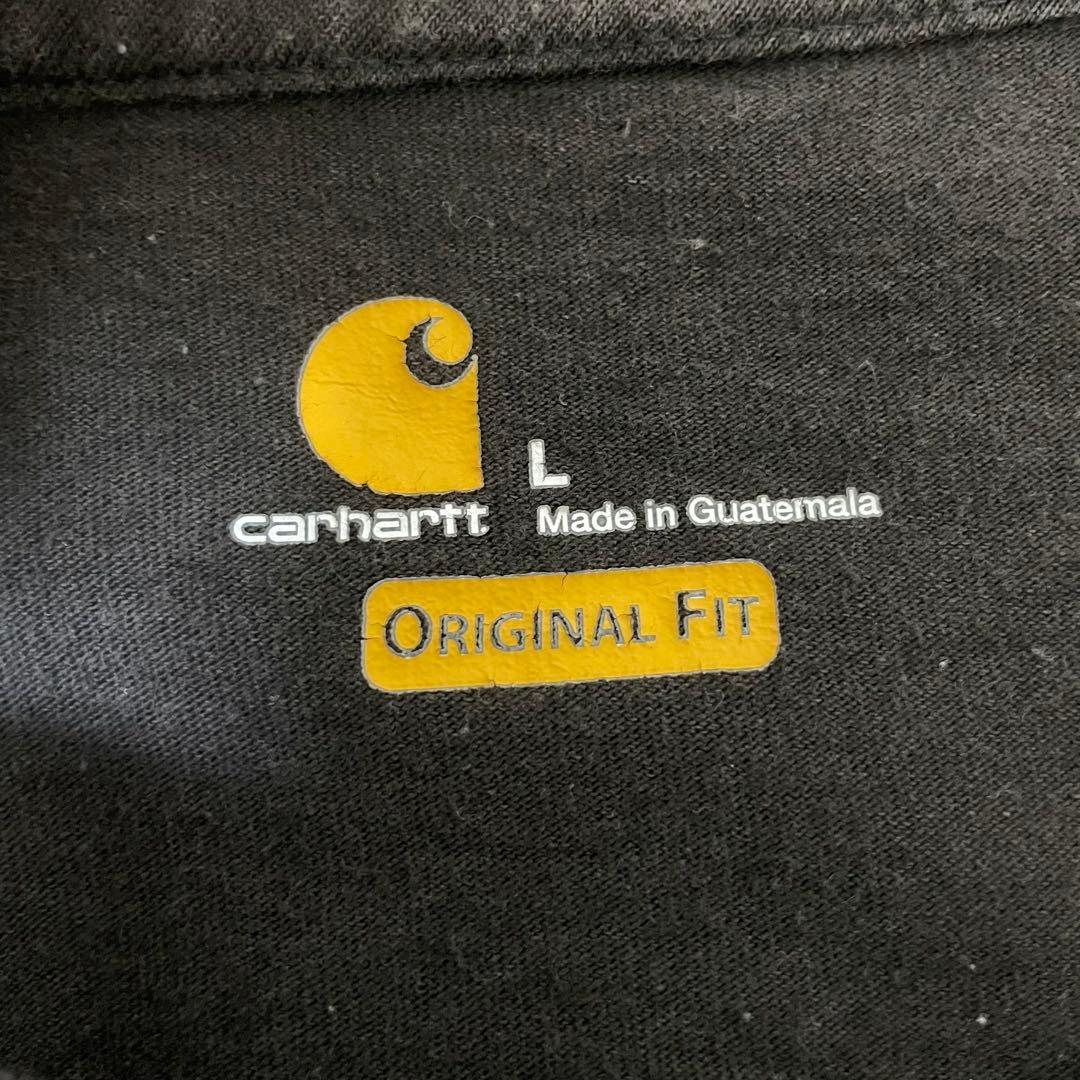 L
carhartt Made in Guatemala
ORIGINAL FIT